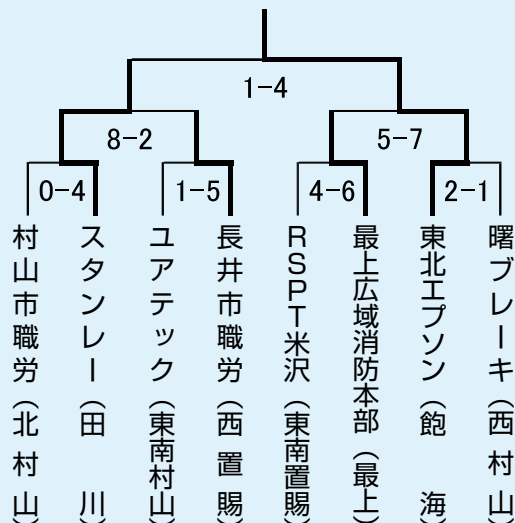 1-4
8-2
5-7
0-4
1-5
4-6
2-1
村山市職労(北村山)
スタンレー(田川)
ユアテック(東南村山)
長井市職労(西置賜)
RSPT米沢(東南置賜)
最上広域消防本部(最上)
東北エプソン(飽海)
曙ブレーキ(西村山)